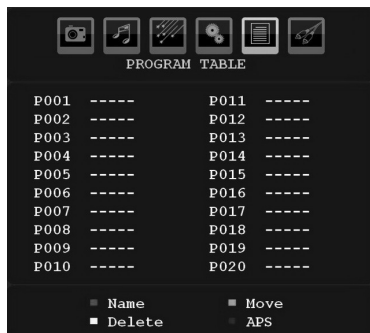 PROGRAM TABLE
P001 ----- P011 -----
P002 ----- P012 -----
P003 ----- P013 -----
P004 ----- P014 -----
P005 ----- P015 -----
P006 ----- P016 -----
P007 ----- P017 -----
P008 ----- P018 -----
P009 ----- P019 -----
P010 ----- P020 -----
Name Move
Delete APS